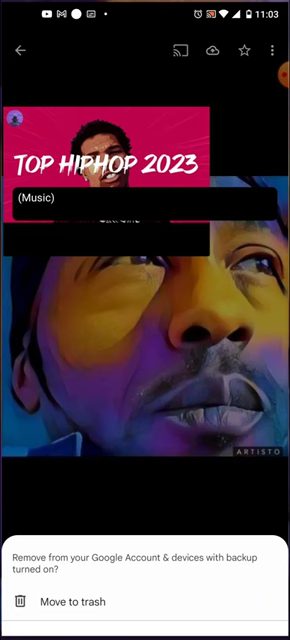 11:03
TOP HIPHOP 2023
(Music)
ARTISTO
Remove from your Google Account & devices with backup
turned on?
Move to trash